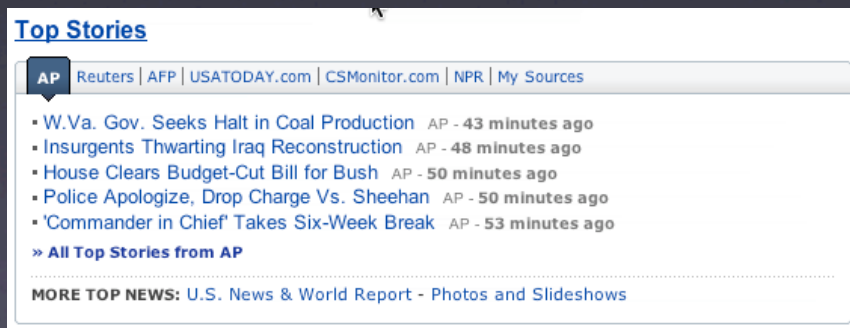 Top Stories
AP Reuters | AFP | USATODAY.com | CSMonitor.com | NPR | My Sources
▪ W.Va. Gov. Seeks Halt in Coal Production AP - 43 minutes ago
▪ Insurgents Thwarting Iraq Reconstruction AP - 48 minutes ago
▪ House Clears Budget-Cut Bill for Bush AP - 50 minutes ago
▪ Police Apologize, Drop Charge Vs. Sheehan AP - 50 minutes ago
▪ 'Commander in Chief' Takes Six-Week Break AP - 53 minutes ago
» All Top Stories from AP
MORE TOP NEWS: U.S. News & World Report - Photos and Slideshows